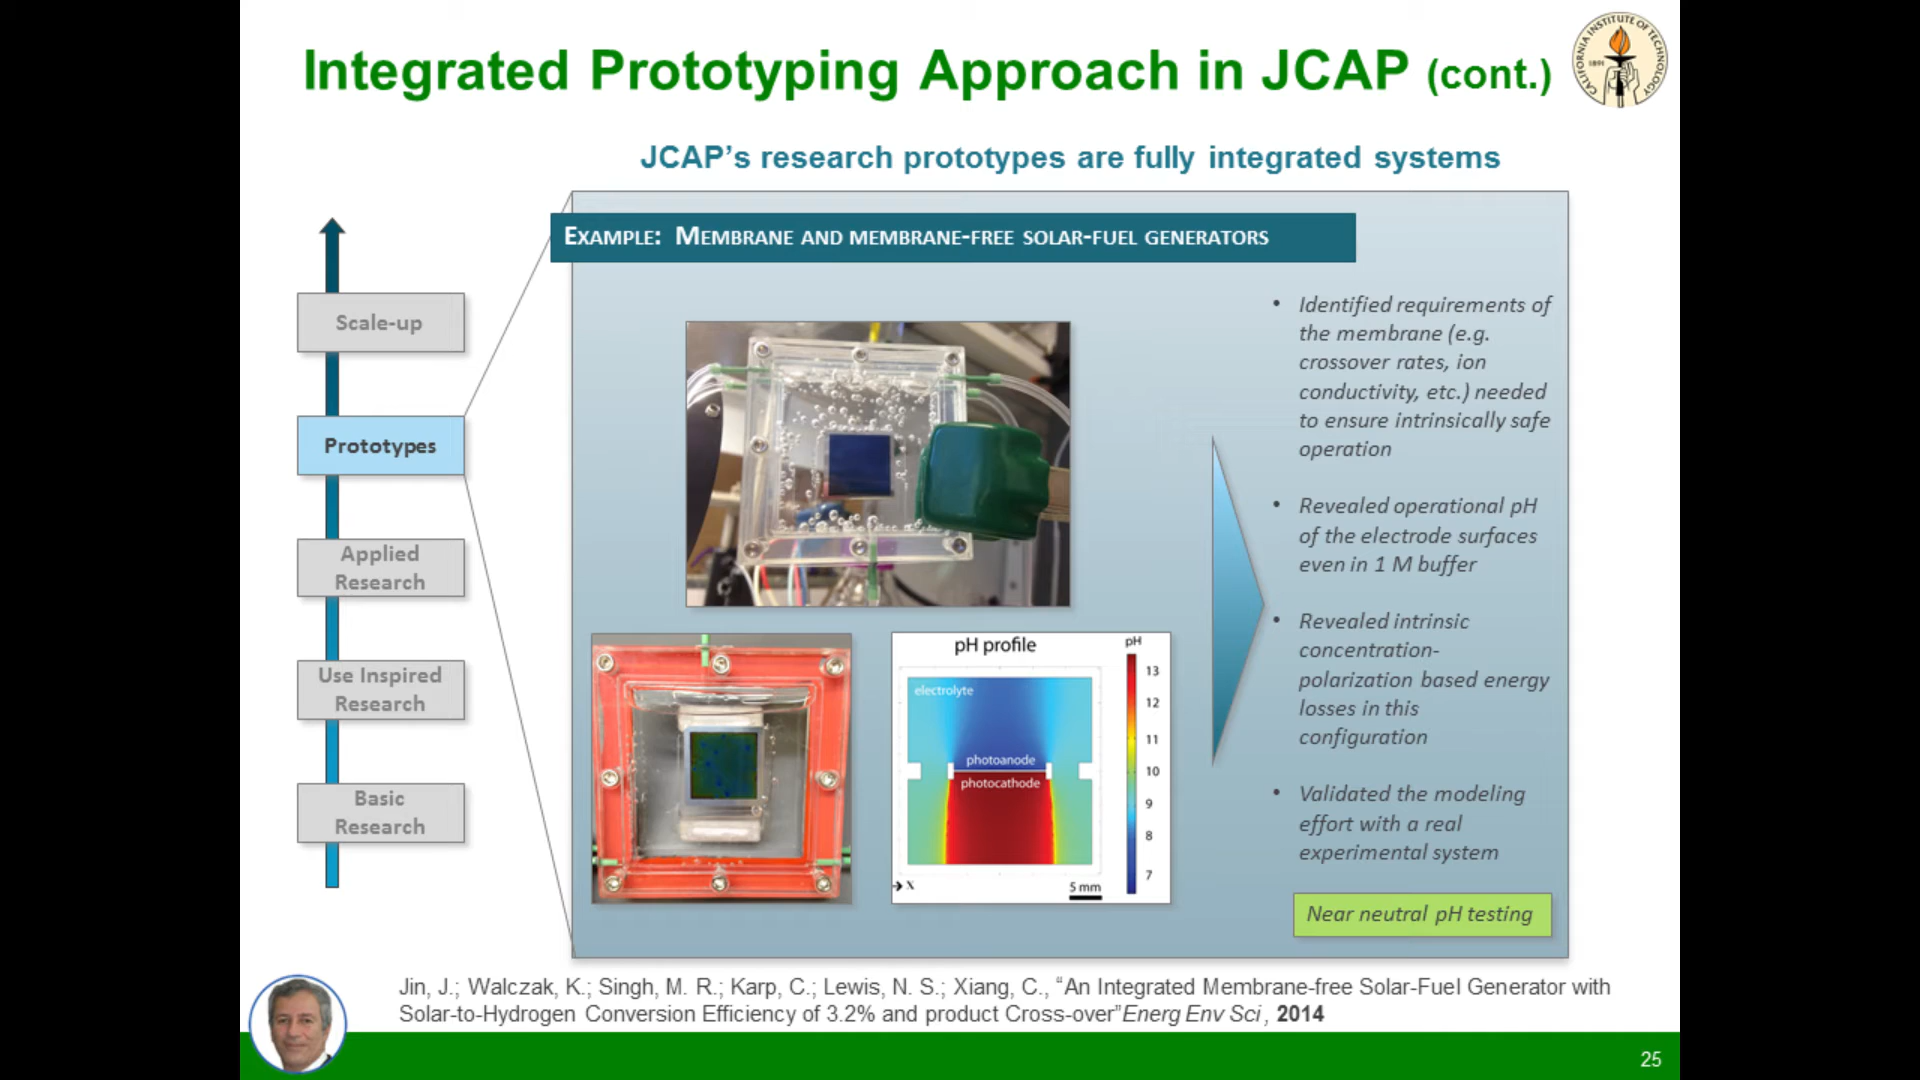 Integrated Prototyping Approach in JCAP (cont.)
CALIFORNIA INSTITUTE OF TECHNOLOGY
1891
JCAP's research prototypes are fully integrated systems
EXAMPLE: MEMBRANE AND MEMBRANE-FREE SOLAR-FUEL GENERATORS
Scale-up
Prototypes
Applied
Research
Use Inspired
Research
Basic
Research
pH profile
pH
electrolyte
photoanode
photocathode
13
12
11
10
9
8
7
x
5 mm
• Identified requirements of
the membrane (e.g.
crossover rates, ion
conductivity, etc.) needed
to ensure intrinsically safe
operation
• Revealed operational pH
of the electrode surfaces
even in 1 M buffer
• Revealed intrinsic
concentration-
polarization based energy
losses in this
configuration
• Validated the modeling
effort with a real
experimental system
Near neutral pH testing
Jin, J.; Walczak, K.; Singh, M. R.; Karp, C.; Lewis, N. S.; Xiang, C., “An Integrated Membrane-free Solar-Fuel Generator with
Solar-to-Hydrogen Conversion Efficiency of 3.2% and product Cross-over” Energ Env Sci, 2014
25